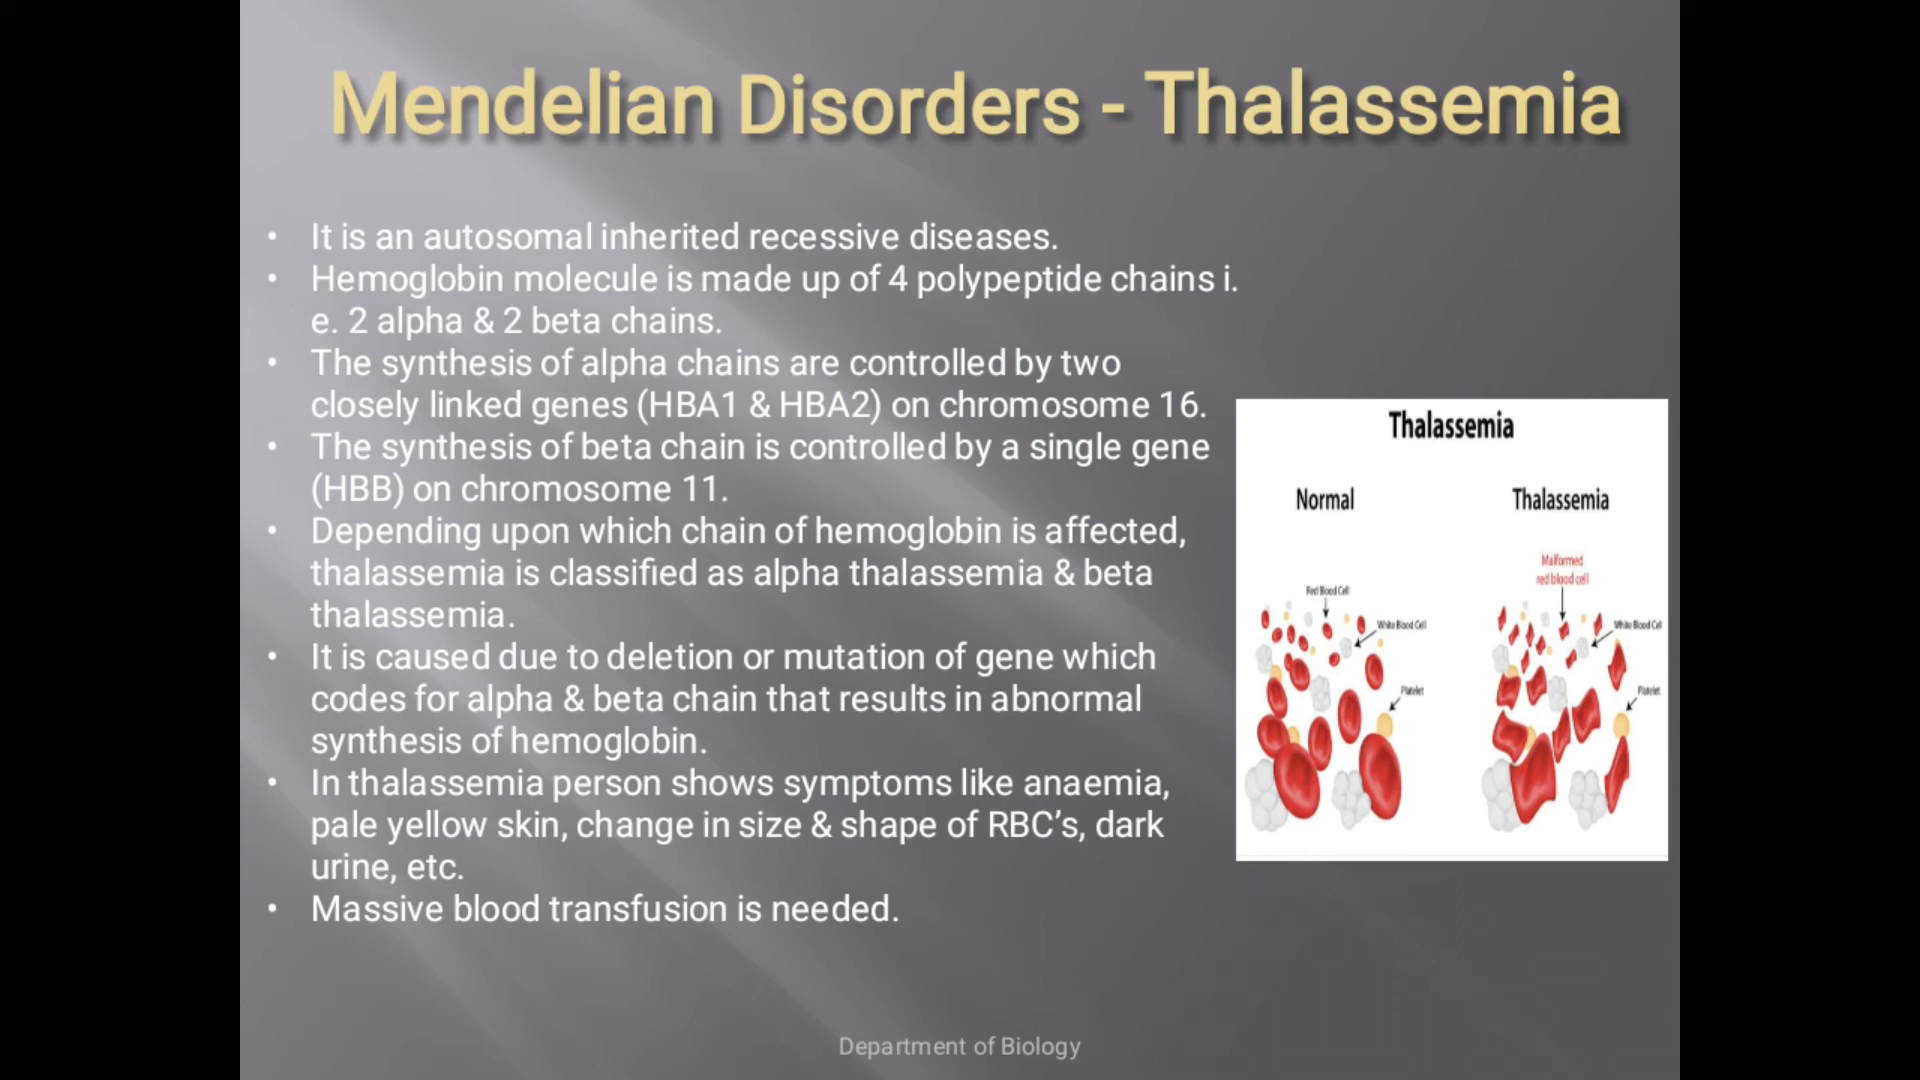 Mendelian Disorders - Thalassemia
• It is an autosomal inherited recessive diseases.
• Hemoglobin molecule is made up of 4 polypeptide chains i.
e. 2 alpha & 2 beta chains.
• The synthesis of alpha chains are controlled by two
closely linked genes (HBA1 & HBA2) on chromosome 16.
• The synthesis of beta chain is controlled by a single gene
(HBB) on chromosome 11.
• Depending upon which chain of hemoglobin is affected,
thalassemia is classified as alpha thalassemia & beta
thalassemia.
• It is caused due to deletion or mutation of gene which
codes for alpha & beta chain that results in abnormal
synthesis of hemoglobin.
• In thalassemia person shows symptoms like anaemia,
pale yellow skin, change in size & shape of RBC’s, dark
urine, etc.
• Massive blood transfusion is needed.
Thalassemia
Normal
Red Blood Cell
White Blood Cell
Platelet
Thalassemia
Malformed
red blood cell
White Blood Cell
Platelet
Department of Biology